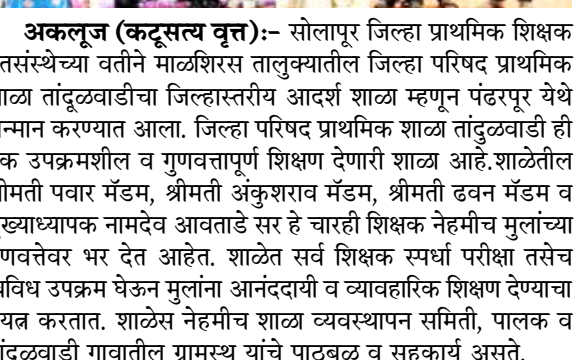 अकलूज (कटूसत्य वृत्त):- सोलापूर जिल्हा प्राथमिक शिक्षक
तसंस्थेच्या वतीने माळशिरस तालुक्यातील जिल्हा परिषद प्राथमिक
ाळा तांदूळवाडीचा जिल्हास्तरीय आदर्श शाळा म्हणून पंढरपूर येथे
न्मान करण्यात आला. जिल्हा परिषद प्राथमिक शाळा तांदुळवाडी ही
क उपक्रमशील व गुणवत्तापूर्ण शिक्षण देणारी शाळा आहे.शाळेतील
ीमती पवार मॅडम, श्रीमती अंकुशराव मॅडम, श्रीमती ढवन मॅडम व
ुख्याध्यापक नामदेव आवताडे सर हे चारही शिक्षक नेहमीच मुलांच्या
णवत्तेवर भर देत आहेत. शाळेत सर्व शिक्षक स्पर्धा परीक्षा तसेच
विध उपक्रम घेऊन मुलांना आनंददायी व व्यावहारिक शिक्षण देण्याचा
यत्न करतात. शाळेस नेहमीच शाळा व्यवस्थापन समिती, पालक व
ांदळवाडी गावातील ग्रामस्थ यांचे पाठबळ व सहकार्य असते.